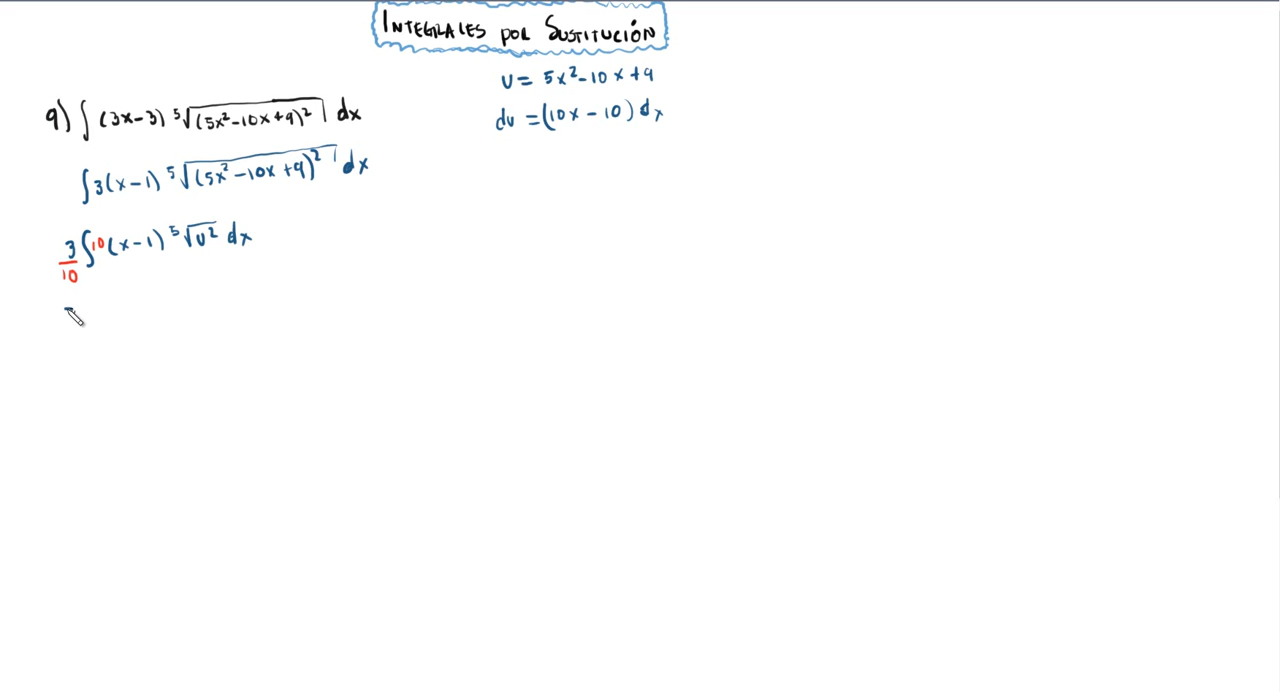 INTEGRALES POR SUSTITUCIÓN
u = 5x²-10x+9
du = (10x-10) dx
9) ∫ (3x-3) ⁵√(5x²-10x+9)² dx
∫ 3(x-1) ⁵√(5x²-10x+9)² dx
3/10 ∫ 10(x-1) ⁵√u² dx